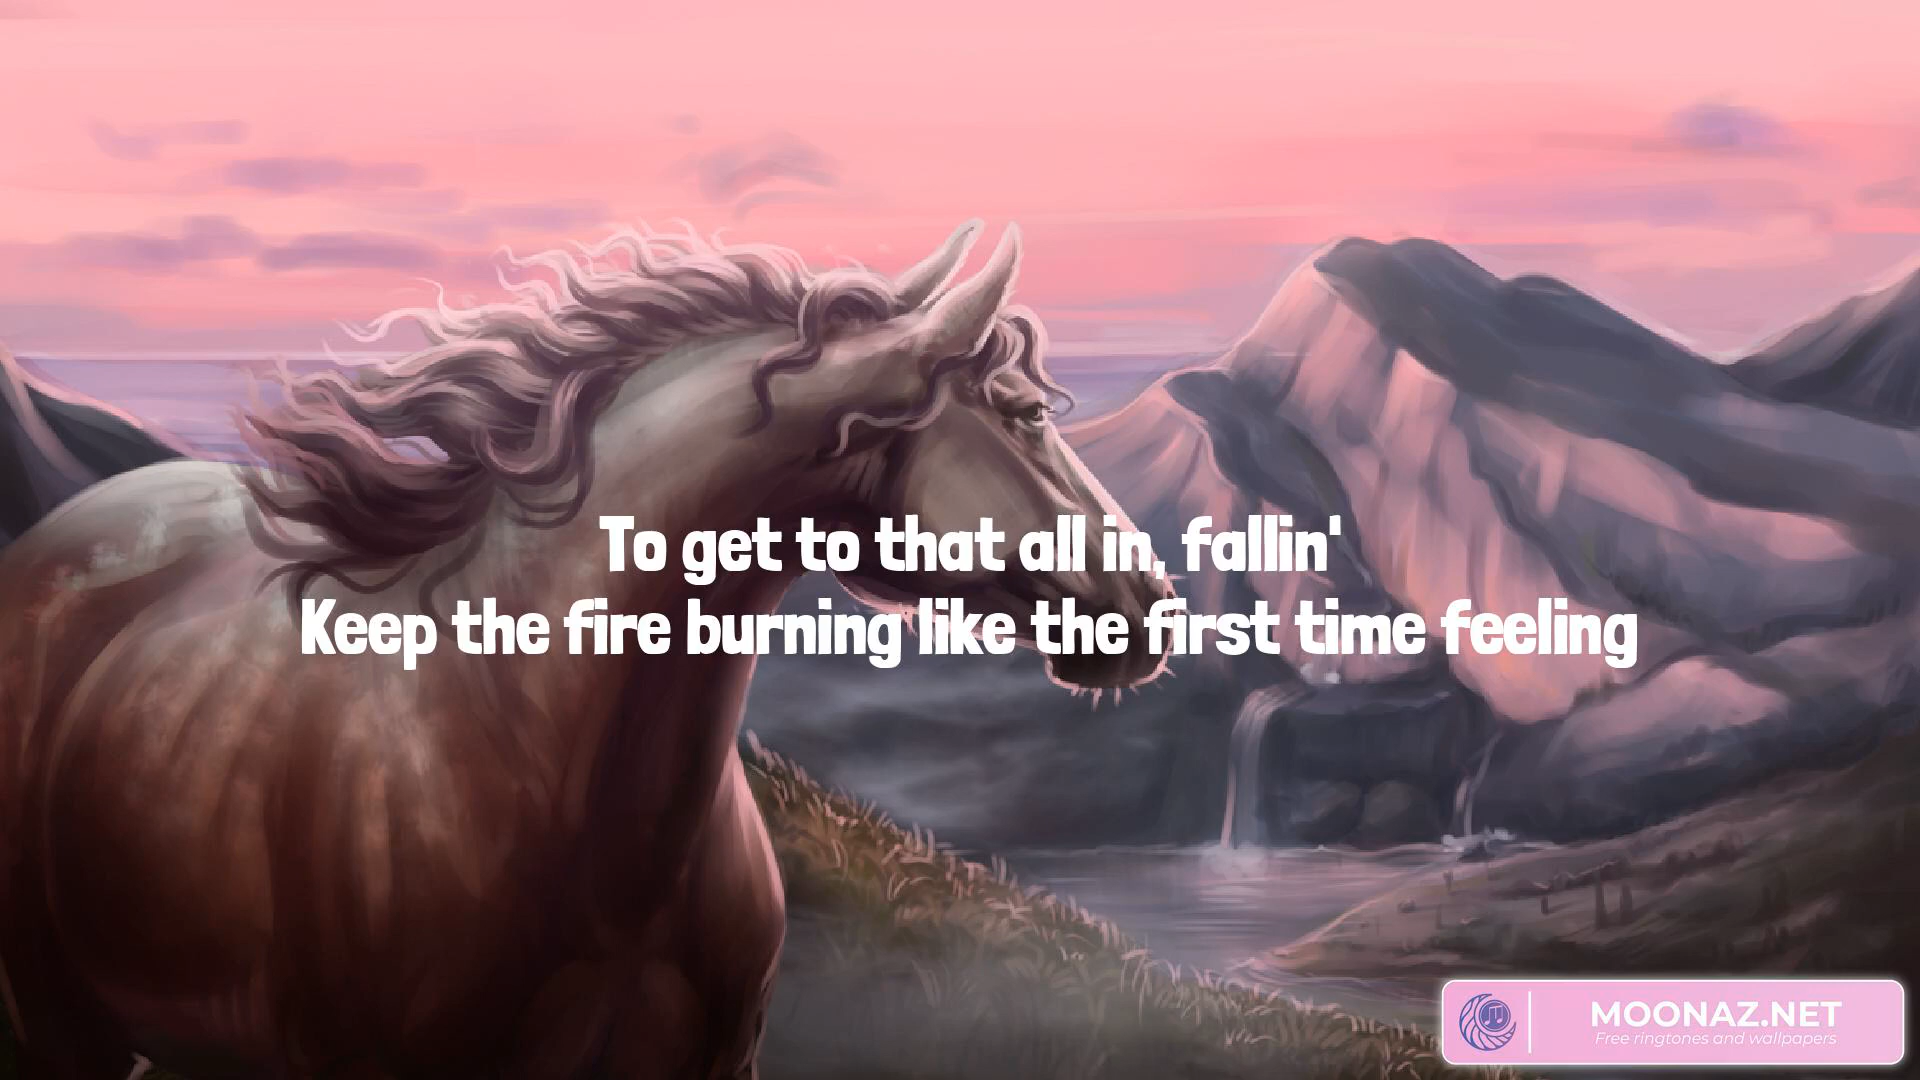 To get to that all in, fallin'
Keep the fire burning like the first time feeling
MOONAZ.NET
Free ringtones and wallpapers